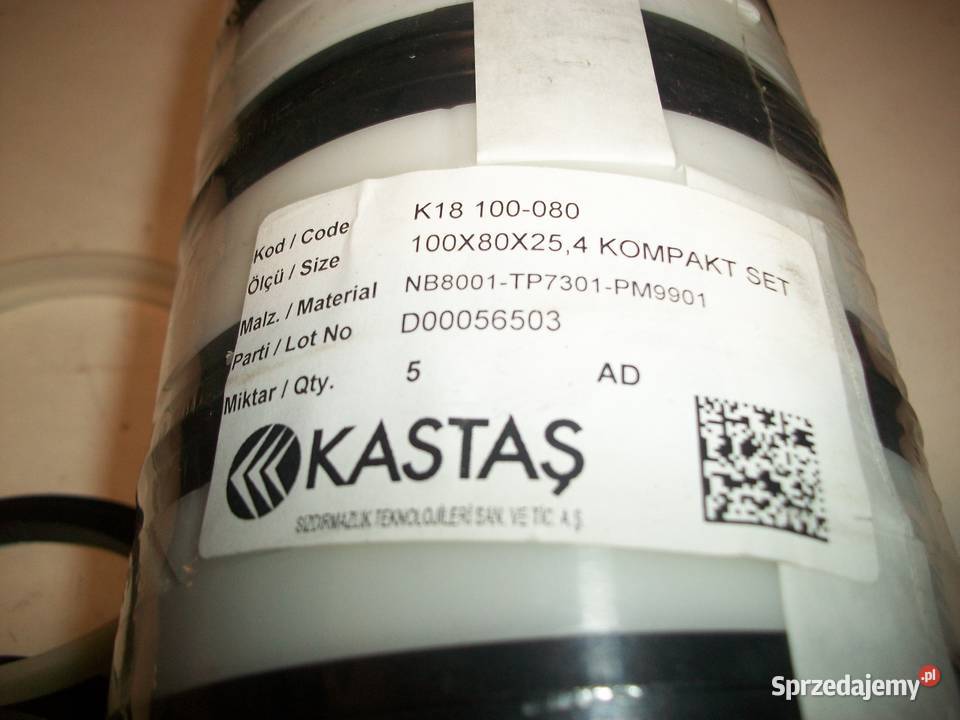 Kod / Code K18 100-080
Ölçü / Size 100X80X25,4 KOMPAKT SET
Malz. / Material NB8001-TP7301-PM9901
Parti / Lot No D00056503
Miktar / Qty. 5 AD
KASTAŞ
SIZDIRMAZLIK TEKNOLOJİLERİ SAN. VE TİC. A.Ş.
Sprzedajemy.pl